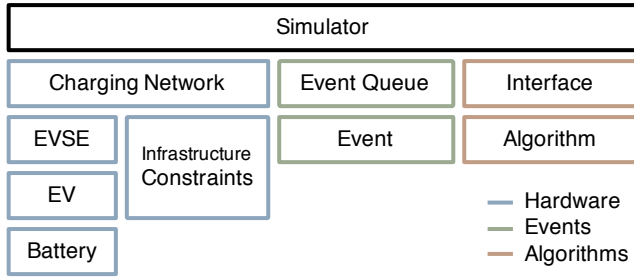 Simulator
Charging Network
Event Queue
Interface
EVSE
Infrastructure
Constraints
Event
Algorithm
EV
Battery
Hardware
Events
Algorithms